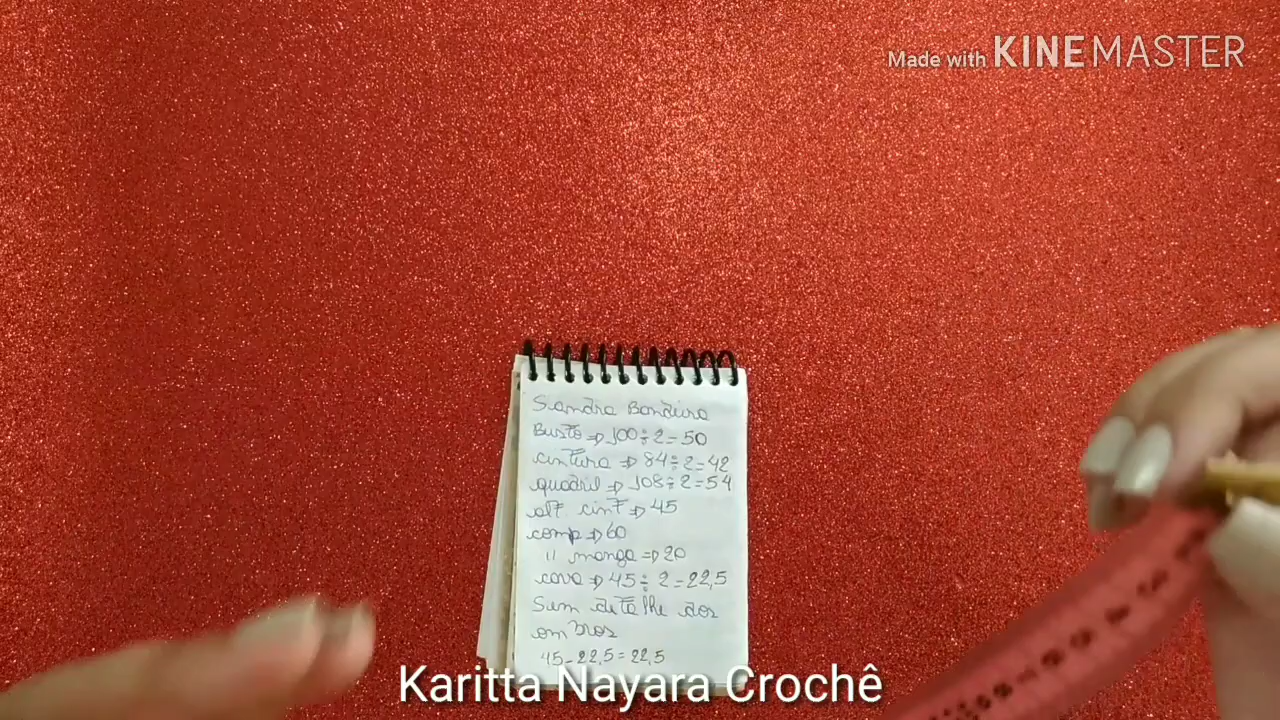 Made with KINEMASTER
Sandra Bandeira
Busto => 100÷2=50
cintura => 84÷2=42
quadril => 108÷2=54
alt. cint => 45
comp => 60
" manga => 20
cava => 45÷2=22,5
Sem detalhe dos
ombros
45-22,5=22,5
Karitta Nayara Crochê